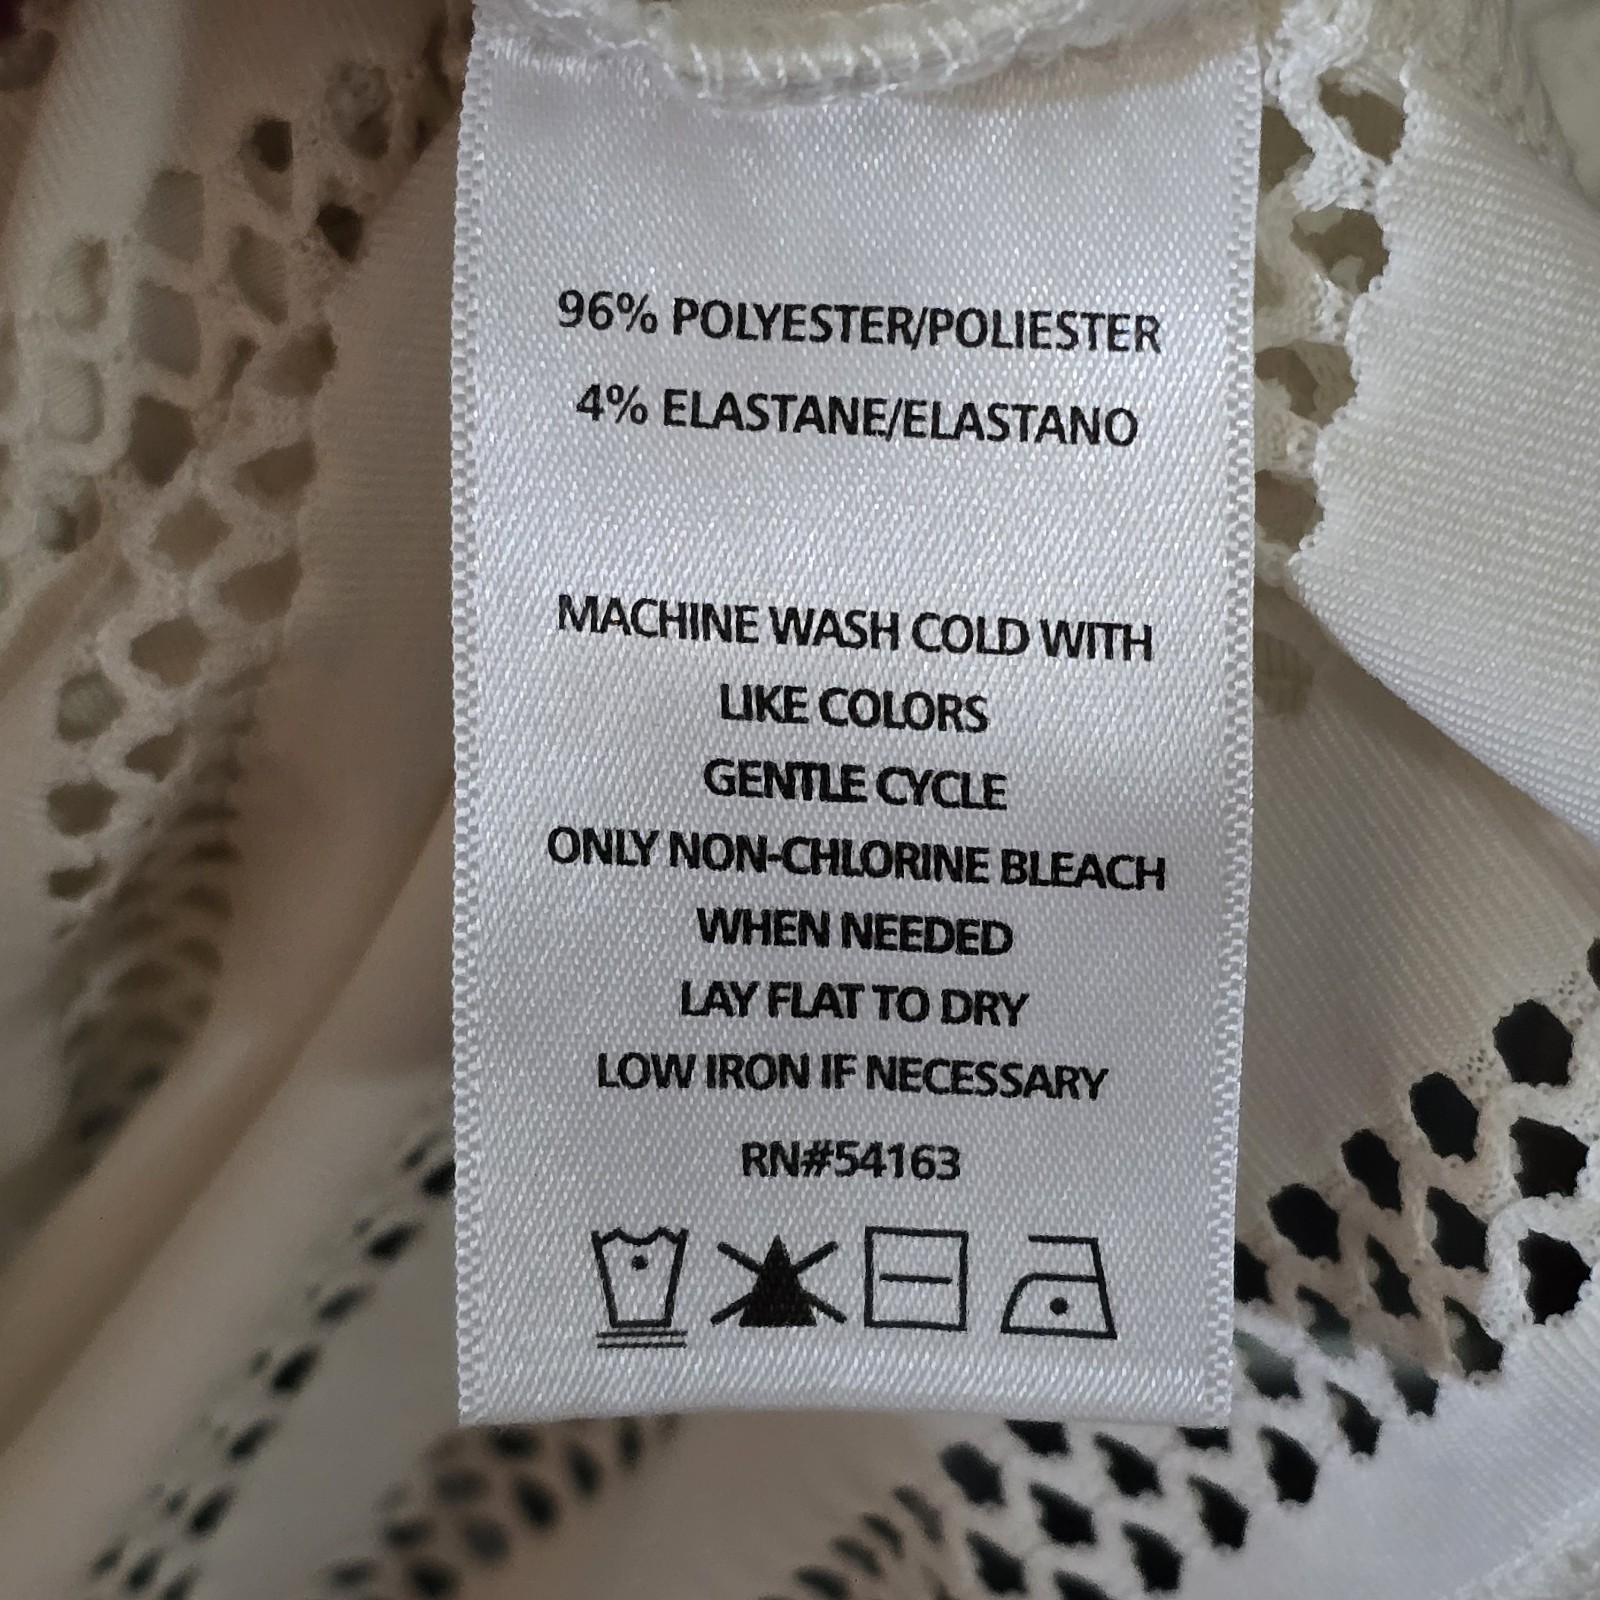 96% POLYESTER/POLIESTER
4% ELASTANE/ELASTANO
MACHINE WASH COLD WITH
LIKE COLORS
GENTLE CYCLE
ONLY NON-CHLORINE BLEACH
WHEN NEEDED
LAY FLAT TO DRY
LOW IRON IF NECESSARY
RN#54163